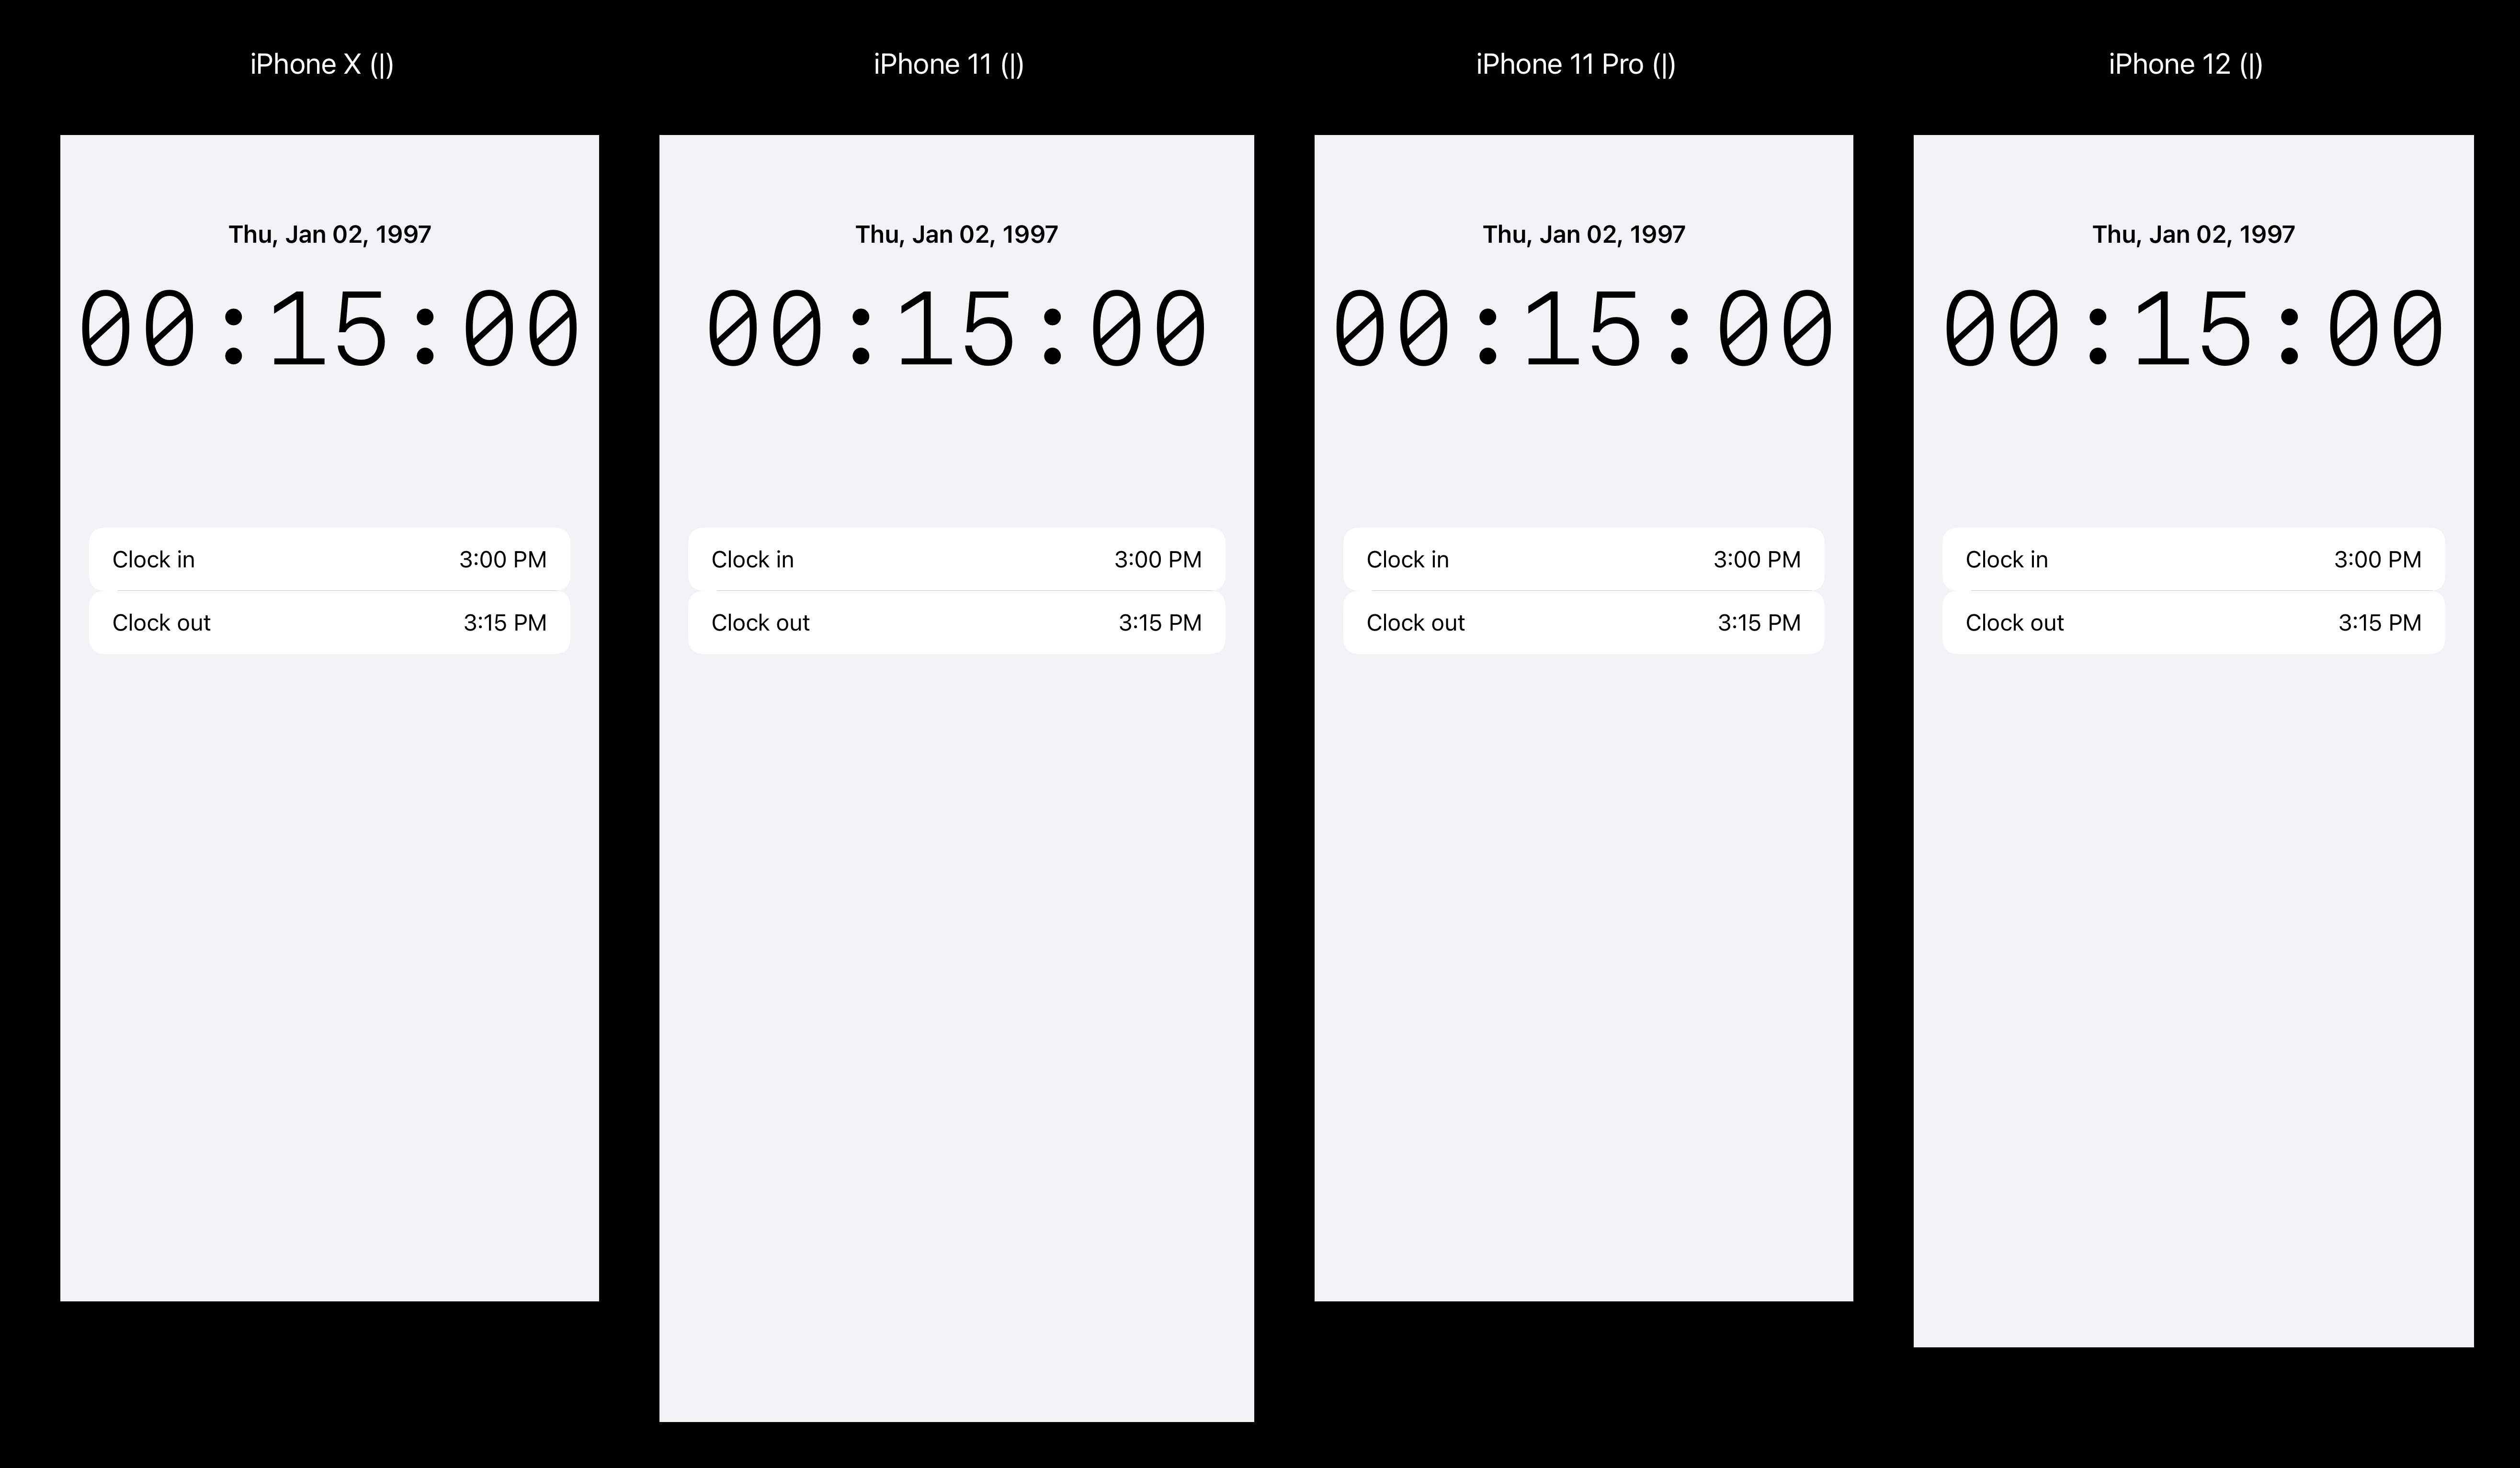 iPhone X (|)
Thu, Jan 02, 1997
00:15:00
Clock in 3:00 PM
Clock out 3:15 PM
iPhone 11 (|)
Thu, Jan 02, 1997
00:15:00
Clock in 3:00 PM
Clock out 3:15 PM
iPhone 11 Pro (|)
Thu, Jan 02, 1997
00:15:00
Clock in 3:00 PM
Clock out 3:15 PM
iPhone 12 (|)
Thu, Jan 02, 1997
00:15:00
Clock in 3:00 PM
Clock out 3:15 PM